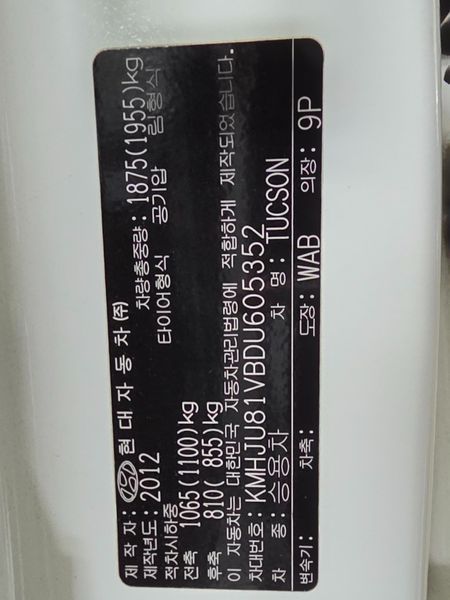 제 작 자: 현 대 자 동 차 (주)
제작년도: 2012 차량총중량: 1875(1955)kg
적차시하중 타이어형식 공기압 림형식
전축 1065(1100)kg
후축 810( 855)kg
이 자동차는 대한민국 자동차관리법령에 적합하게 제작되었습니다.
차대번호: KMHJU81VBDU605352
차 종: 승용차 차 명: TUCSON
변속기: 차축: 도장: WAB 의장: 9P